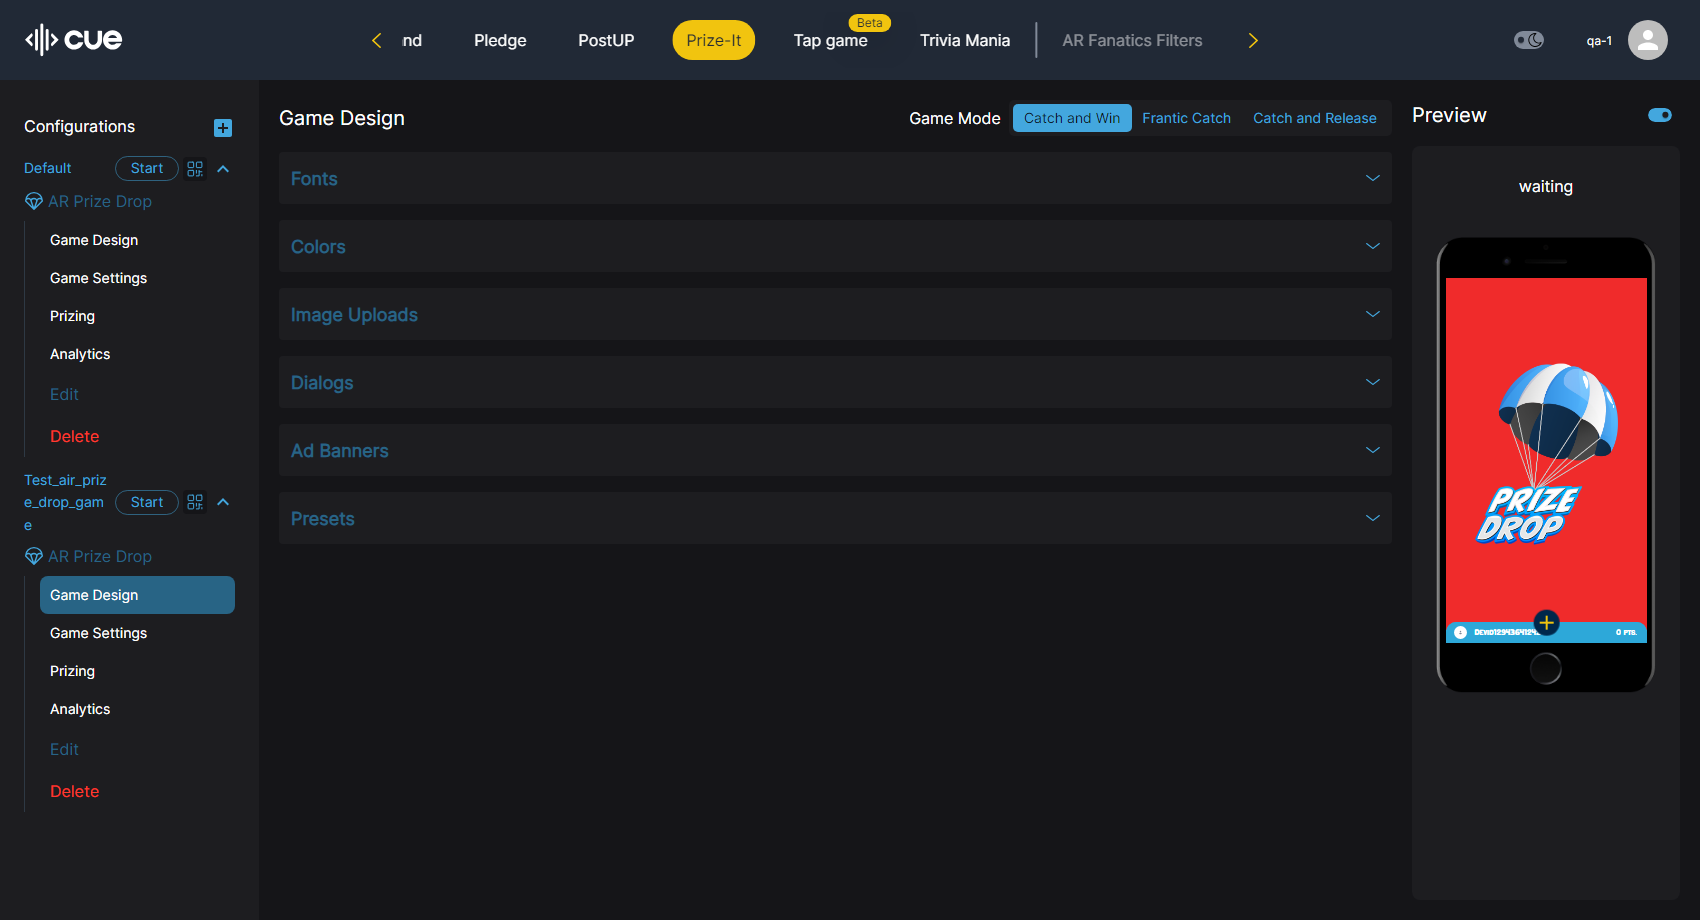 cue
nd
Pledge
PostUP
Prize-It
Beta
Tap game
Trivia Mania
AR Fanatics Filters
qa-1
Configurations
Default
Start
AR Prize Drop
Game Design
Game Settings
Prizing
Analytics
Edit
Delete
Test_air_priz
e_drop_gam
e
Start
AR Prize Drop
Game Design
Game Settings
Prizing
Analytics
Edit
Delete
Game Design
Game Mode
Catch and Win
Frantic Catch
Catch and Release
Fonts
Colors
Image Uploads
Dialogs
Ad Banners
Presets
Preview
waiting
PRIZE
DROP
0 PTS.